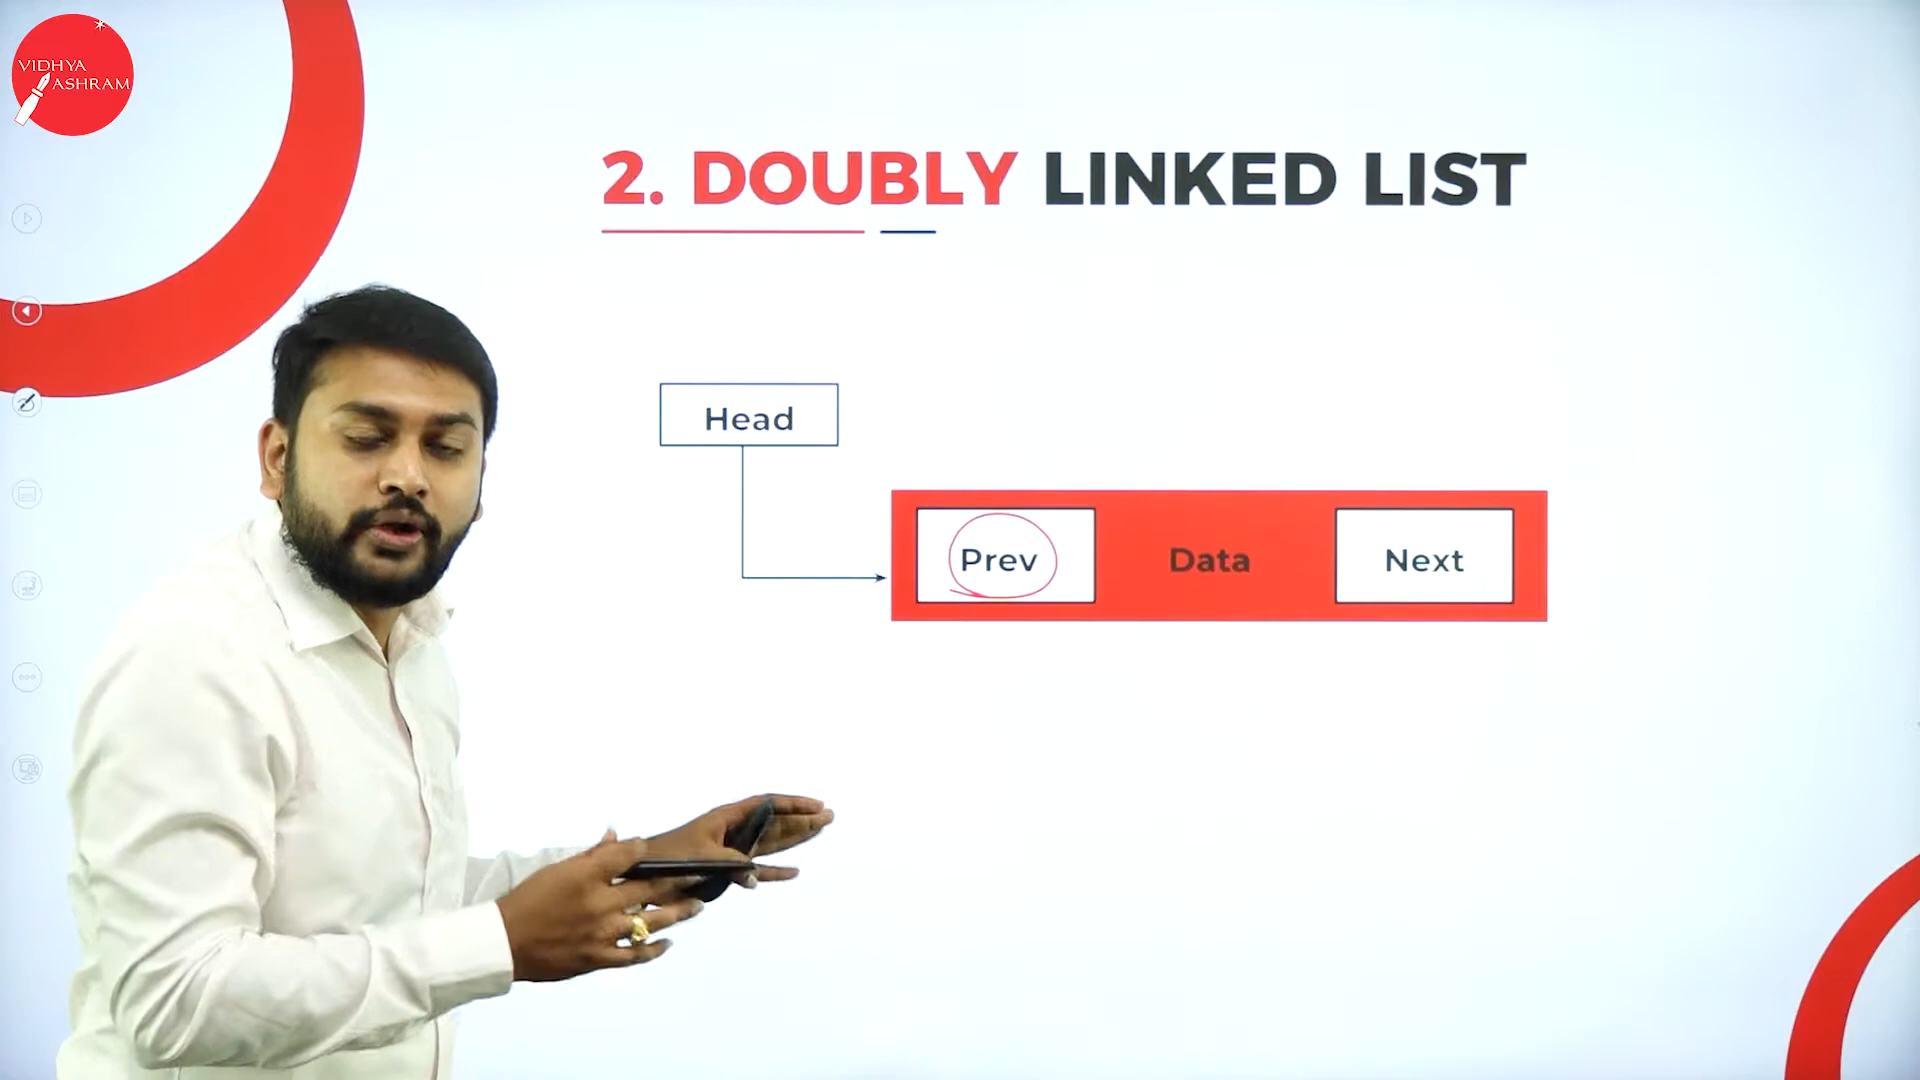 VIDHYA
ASHRAM
2. DOUBLY LINKED LIST
Head
Prev
Data
Next